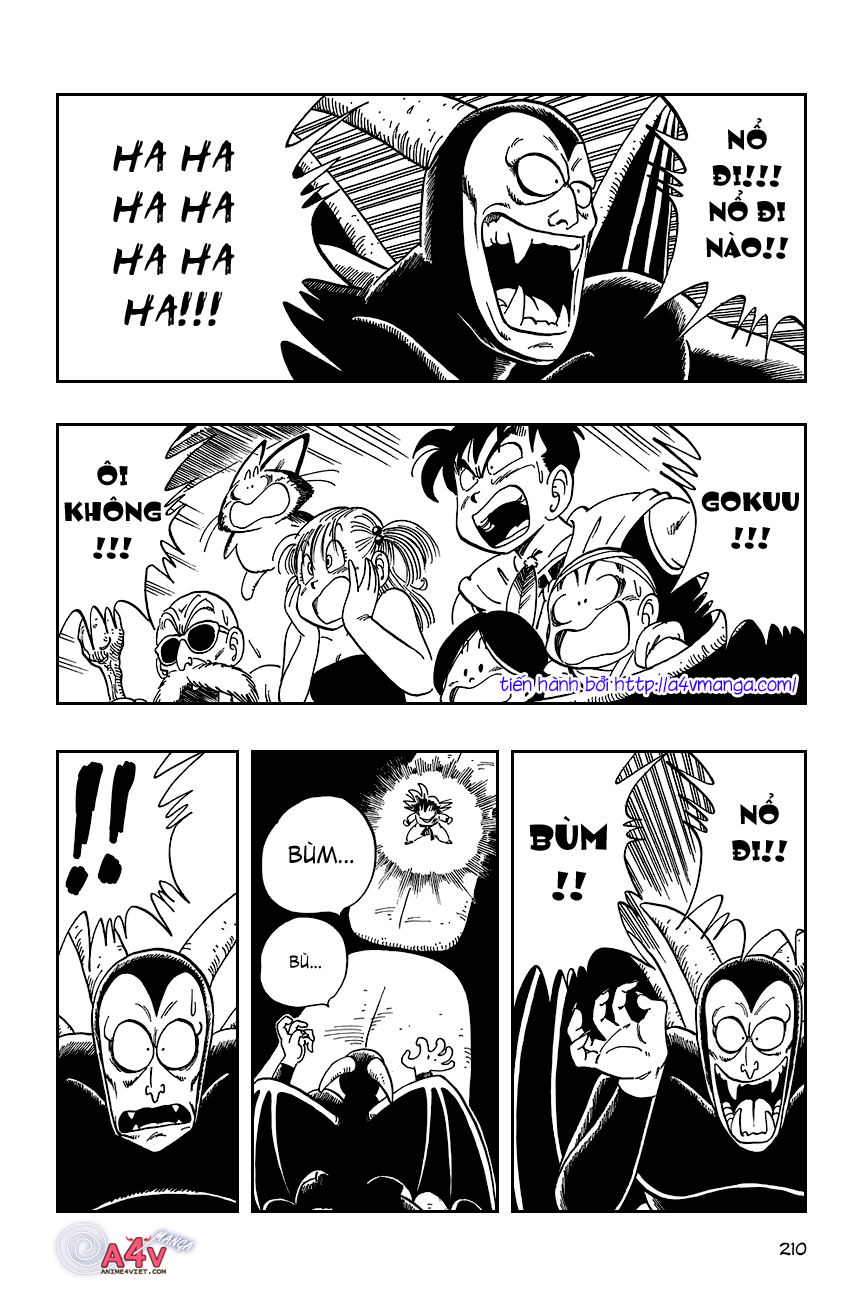 NỔ
ĐI!!!
NỔ ĐI
NÀO!!
HA HA
HA HA
HA HA
HA!!!
GOKUU
!!!
ÔI
KHÔNG
!!!
tiến hành bởi http://a4vmanga.com/
NỔ
ĐI!!
BÙM
!!
BÙM...
BÙ...
!!
A4V
MANGA
ANIME4VIET.COM
210